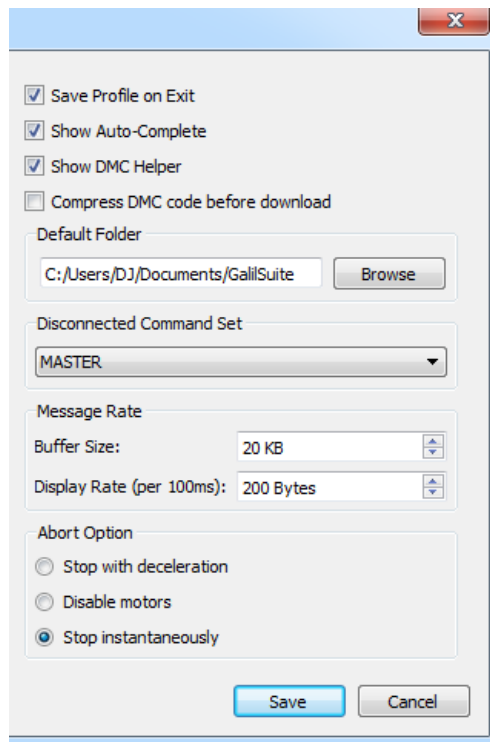 Save Profile on Exit
Show Auto-Complete
Show DMC Helper
Compress DMC code before download
Default Folder
C:/Users/DJ/Documents/GalilSuite Browse
Disconnected Command Set
MASTER
Message Rate
Buffer Size: 20 KB
Display Rate (per 100ms): 200 Bytes
Abort Option
Stop with deceleration
Disable motors
Stop instantaneously
Save Cancel